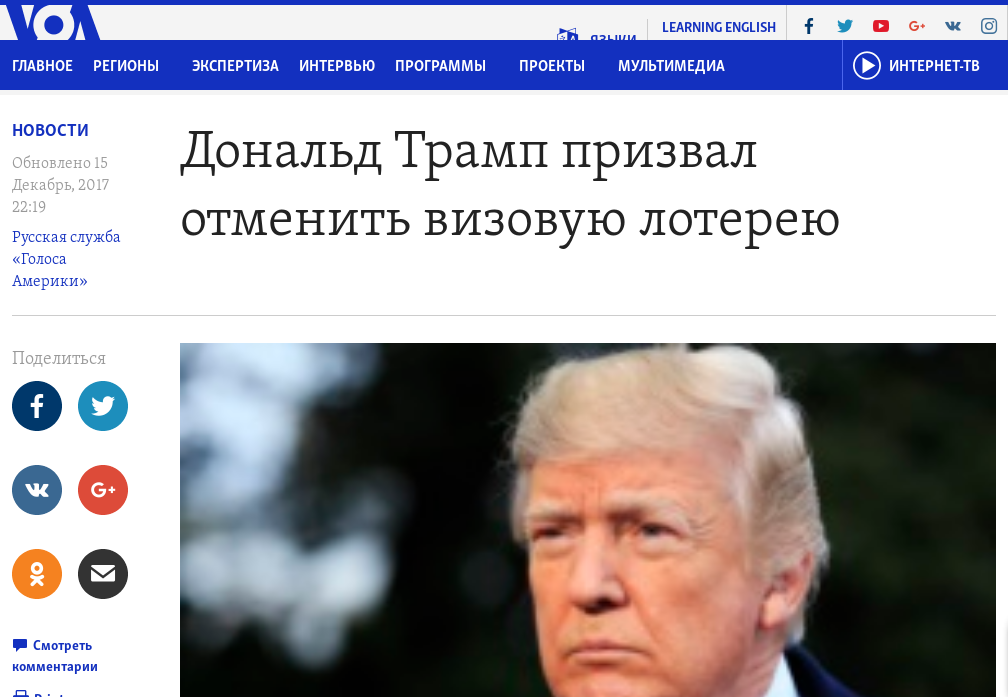 VOA
ЯЗЫКИ
LEARNING ENGLISH
ГЛАВНОЕ РЕГИОНЫ ЭКСПЕРТИЗА ИНТЕРВЬЮ ПРОГРАММЫ ПРОЕКТЫ МУЛЬТИМЕДИА ИНТЕРНЕТ-ТВ
НОВОСТИ
Обновлено 15
Декабрь, 2017
22:19
Русская служба
«Голоса
Америки»
Дональд Трамп призвал
отменить визовую лотерею
Поделиться
Смотреть
комментарии
Print